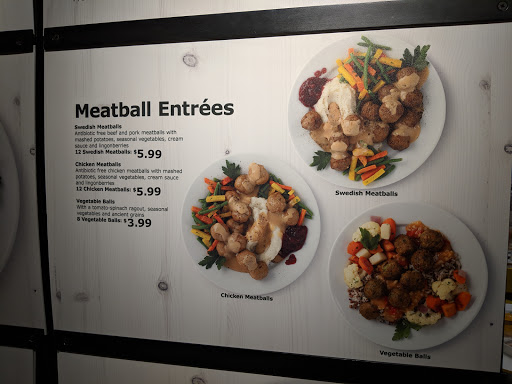 Meatball Entrées
Swedish Meatballs
Antibiotic free beef and pork meatballs with
mashed potatoes, seasonal vegetables, cream
sauce and lingonberries
12 Swedish Meatballs: $5.99
Chicken Meatballs
Antibiotic free chicken meatballs with mashed
potatoes, seasonal vegetables, cream sauce
and lingonberries
12 Chicken Meatballs: $5.99
Vegetable Balls
With a tomato-spinach ragout, seasonal
vegetables and ancient grains
8 Vegetable Balls: $3.99
Swedish Meatballs
Chicken Meatballs
Vegetable Balls